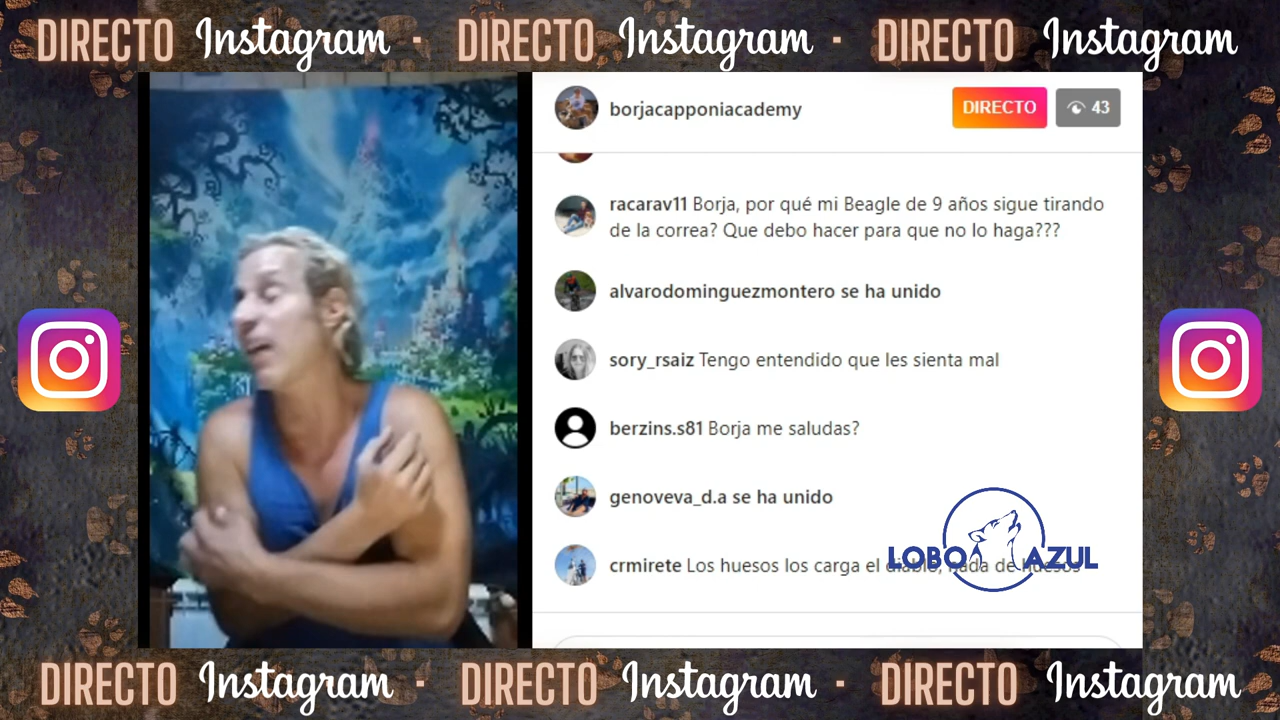 DIRECTO Instagram · DIRECTO Instagram · DIRECTO Instagram
borjacapponiacademy
DIRECTO 43
racarav11 Borja, por qué mi Beagle de 9 años sigue tirando
de la correa? Que debo hacer para que no lo haga???
alvarodominguezmontero se ha unido
sory_rsaiz Tengo entendido que les sienta mal
berzins.s81 Borja me saludas?
genoveva_d.a se ha unido
crmirete Los huesos los carga el diablo, nada de huesos
LOBO AZUL
DIRECTO Instagram · DIRECTO Instagram · DIRECTO Instagram